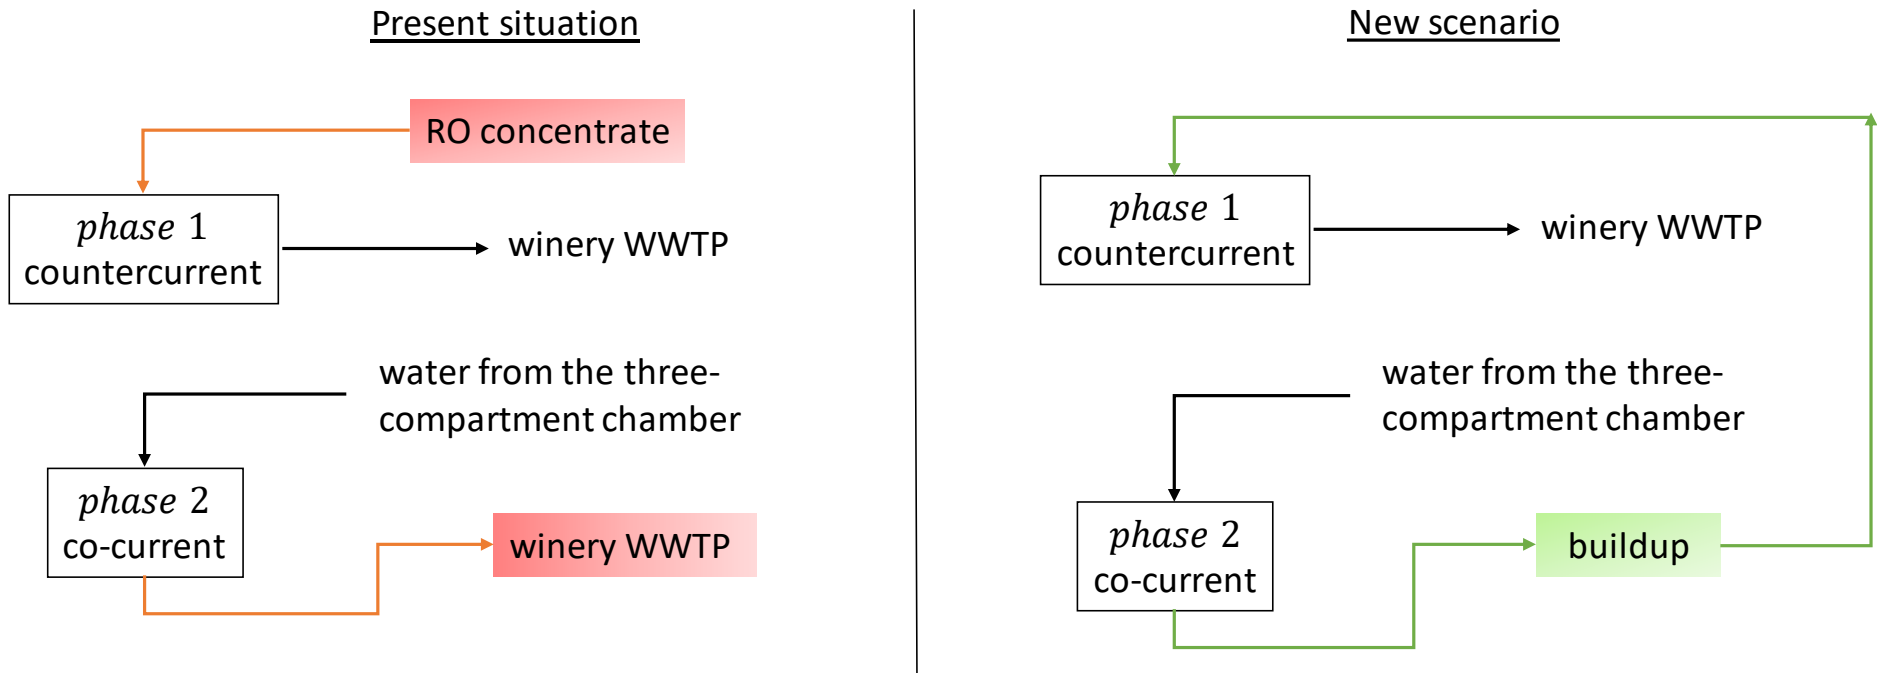 Present situation
RO concentrate
phase 1
countercurrent
winery WWTP
water from the three-
compartment chamber
phase 2
co-current
winery WWTP
New scenario
phase 1
countercurrent
winery WWTP
water from the three-
compartment chamber
phase 2
co-current
buildup